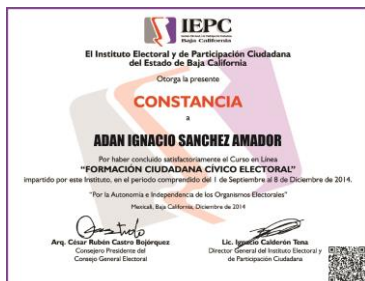 IEPC
Baja California
El Instituto Electoral y de Participación Ciudadana
del Estado de Baja California
Otorga la presente
CONSTANCIA
a
ADAN IGNACIO SANCHEZ AMADOR
Por haber concluido satisfactoriamente el Curso en Línea
"FORMACIÓN CIUDADANA CÍVICO ELECTORAL"
impartido por este Instituto, en el periodo comprendido del 1 de Septiembre al 8 de Diciembre de 2014.
"Por la Autonomía e Independencia de los Organismos Electorales"
Mexicali, Baja California, Diciembre de 2014
Arq. César Rubén Castro Bojórquez
Consejero Presidente del
Consejo General Electoral
Lic. Ignacio Calderón Tena
Director General del Instituto Electoral y
de Participación Ciudadana